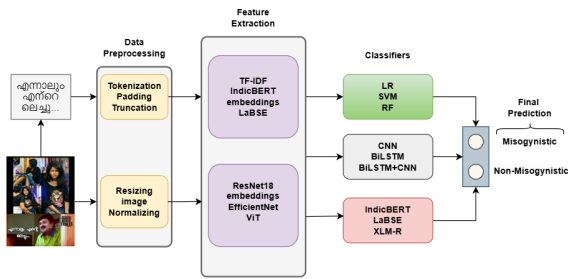 Data
Preprocessing
Feature
Extraction
Classifiers
Final
Prediction
എന്നാലും
എന്റെ
ലെച്ചു...
Tokenization
Padding
Truncation
TF-IDF
IndicBERT
embeddings
LaBSE
LR
SVM
RF
CNN
BiLSTM
BiLSTM+CNN
Misogynistic
Non-Misogynistic
Resizing
image
Normalizing
ResNet18
embeddings
EfficientNet
ViT
IndicBERT
LaBSE
XLM-R